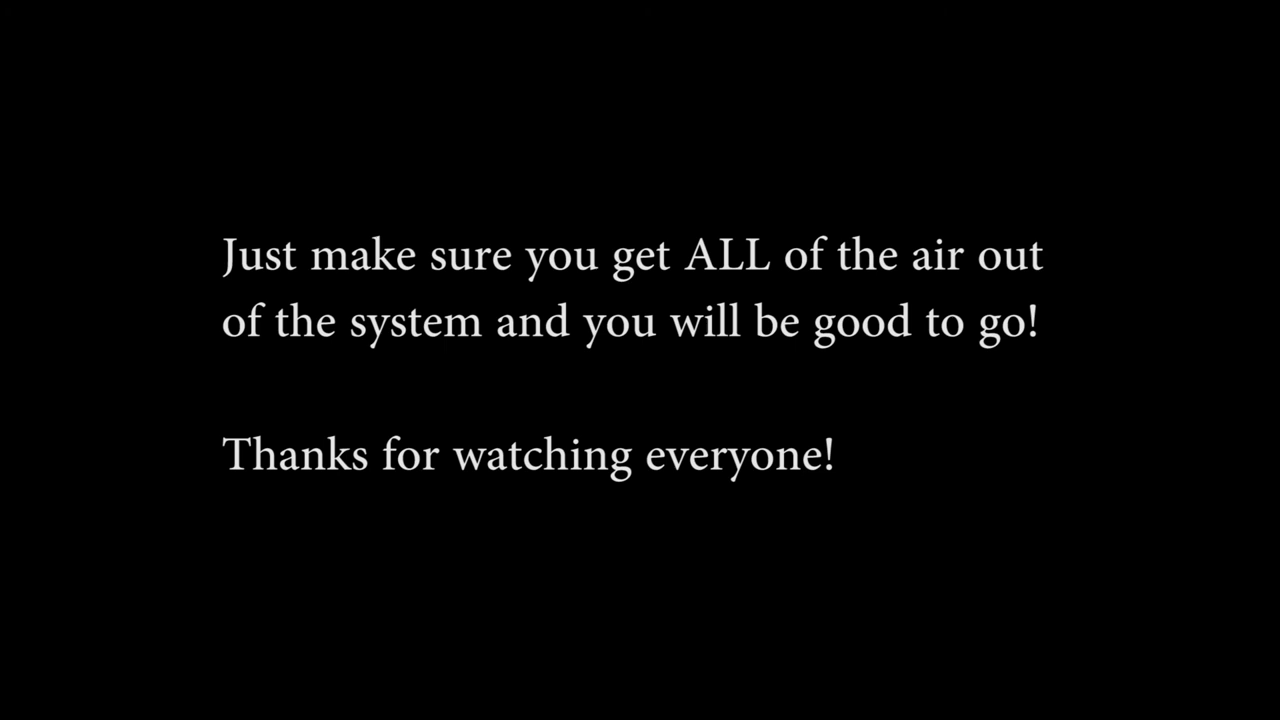 Just make sure you get ALL of the air out
of the system and you will be good to go!
Thanks for watching everyone!